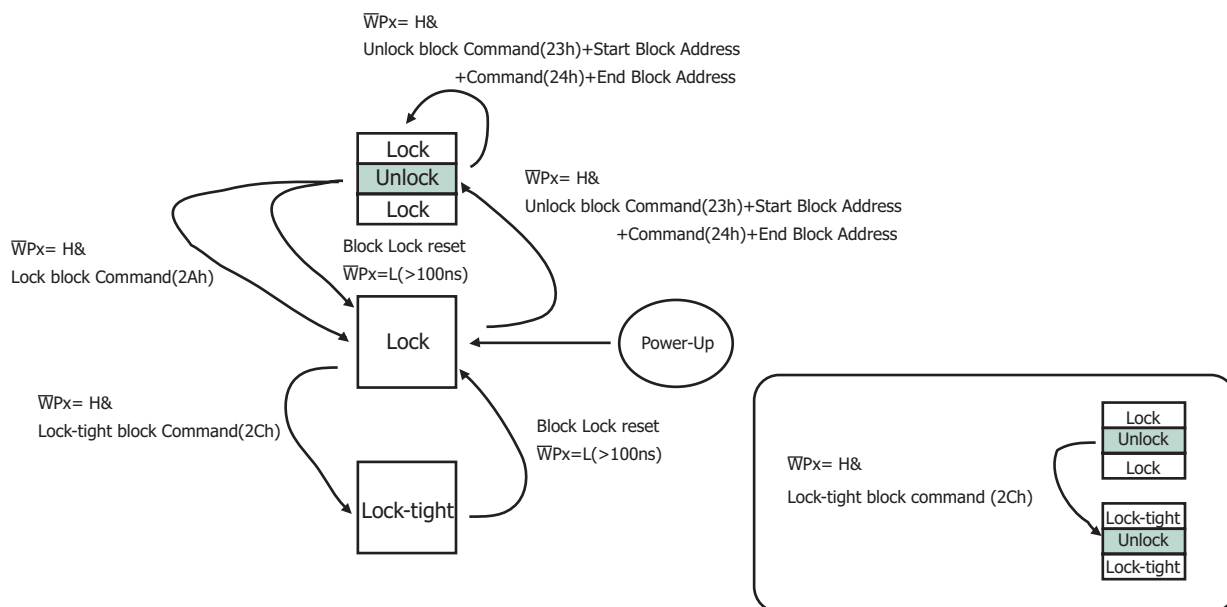 W̅Px= H&
Unlock block Command(23h)+Start Block Address
+Command(24h)+End Block Address
Lock
Unlock
Lock
W̅Px= H&
Unlock block Command(23h)+Start Block Address
+Command(24h)+End Block Address
W̅Px= H&
Lock block Command(2Ah)
Block Lock reset
W̅Px=L(>100ns)
Lock
Power-Up
W̅Px= H&
Lock-tight block Command(2Ch)
Block Lock reset
W̅Px=L(>100ns)
Lock-tight
Lock
Unlock
Lock
W̅Px= H&
Lock-tight block command (2Ch)
Lock-tight
Unlock
Lock-tight